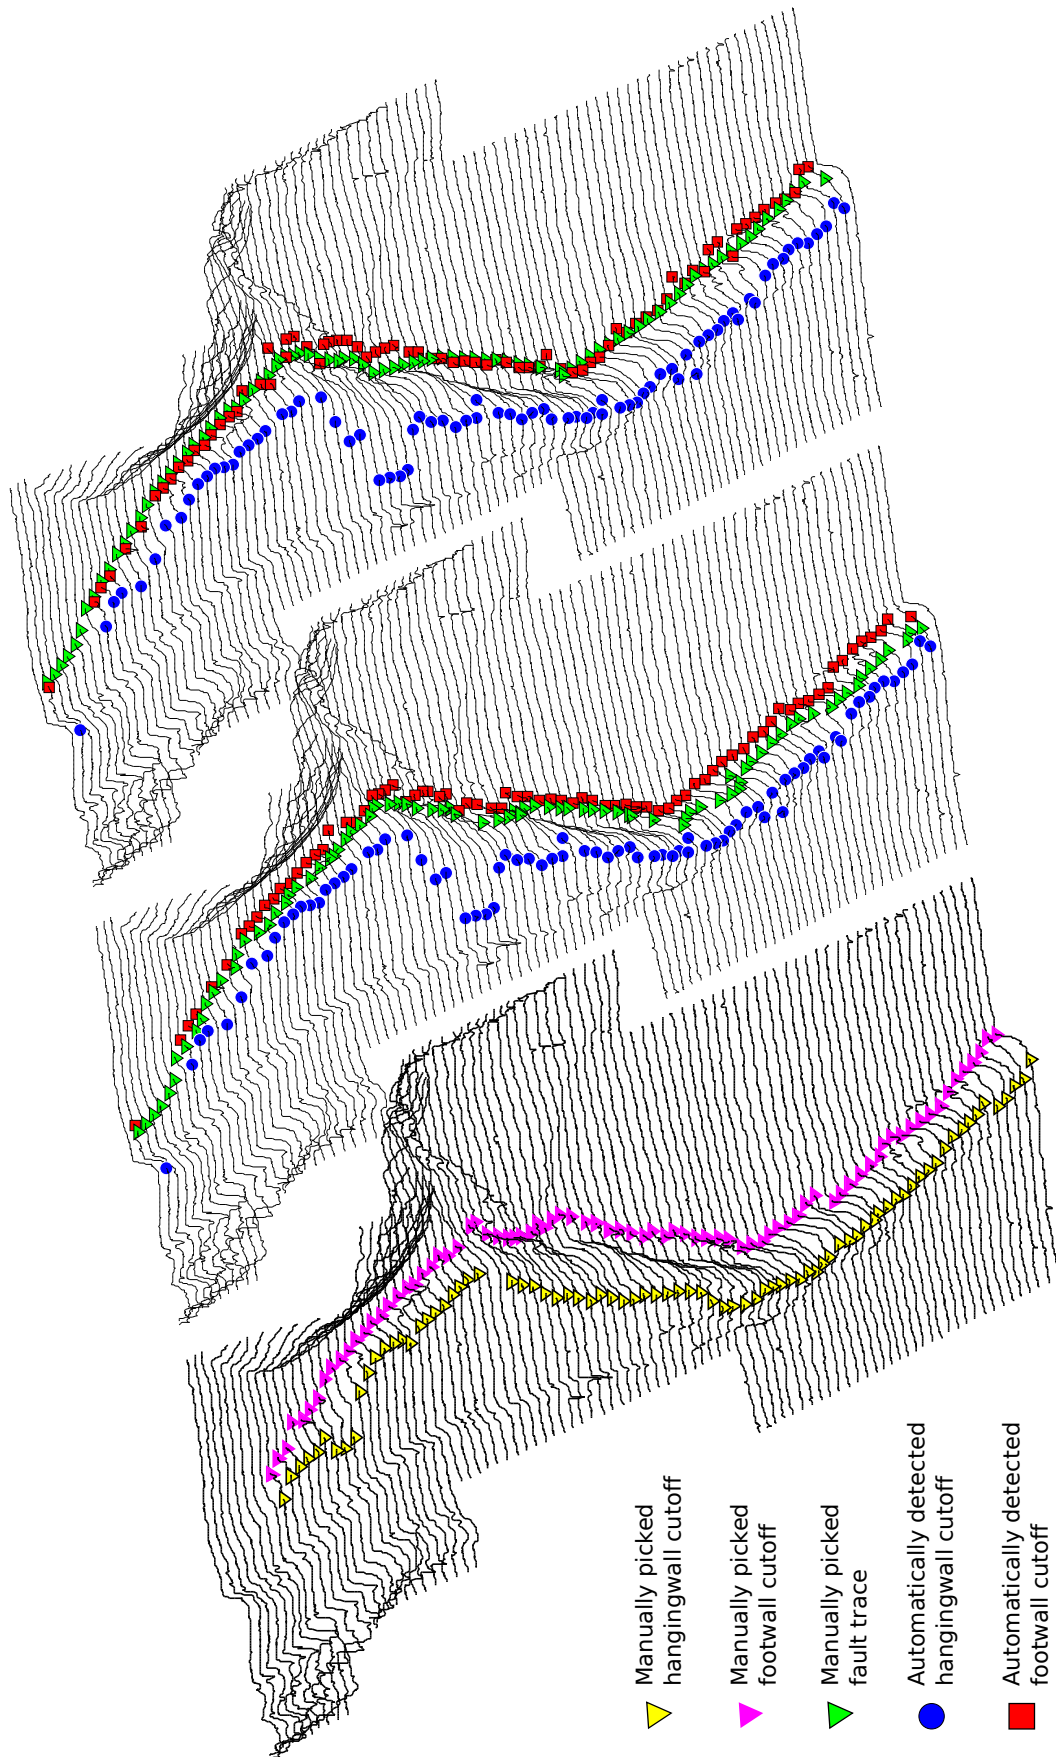 Manually picked
hangingwall cutoff
Manually picked
footwall cutoff
Manually picked
fault trace
Automatically detected
hangingwall cutoff
Automatically detected
footwall cutoff